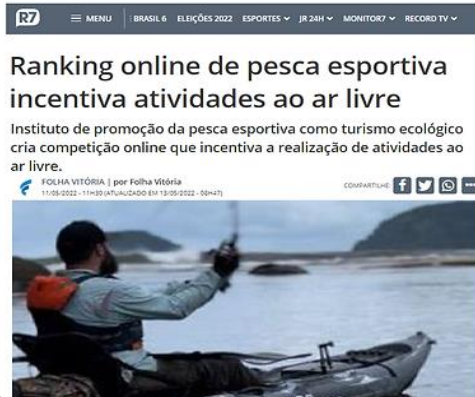 R7 MENU BRASIL 6 ELEIÇÕES 2022 ESPORTES JR 24H MONITOR7 RECORD TV
Ranking online de pesca esportiva
incentiva atividades ao ar livre
Instituto de promoção da pesca esportiva como turismo ecológico
cria competição online que incentiva a realização de atividades ao
ar livre.
FOLHA VITÓRIA | por Folha Vitória
11/05/2022 - 11H30 (ATUALIZADO EM 13/05/2022 - 00H47)
COMPARTILHE: